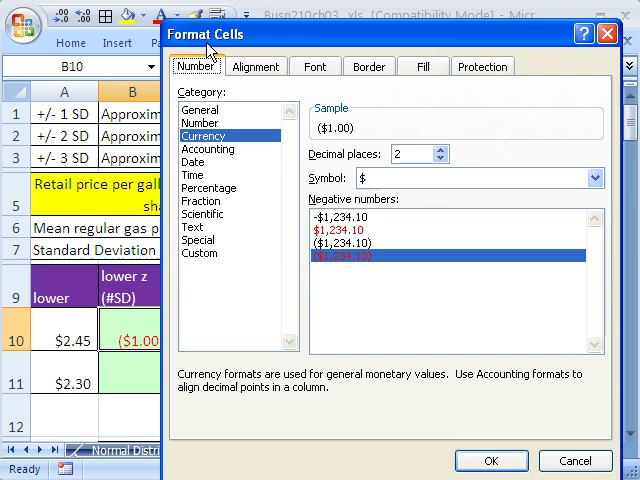 Busn210ch03_ .xls [Compatibility Mode] - Micr
Format Cells
Home
B10
Number
Alignment
Font
Border
Fill
Protection
A
B
1
+/- 1 SD
Approxim
2
+/- 2 SD
Approxim
3
+/- 3 SD
Approxim
5
Retail price per gall
sha
6
Mean regular gas p
7
Standard Deviation
9
lower
lower z
(#SD)
10
$2.45
($1.00
11
$2.30
12
Category:
General
Number
Currency
Accounting
Date
Time
Percentage
Fraction
Scientific
Text
Special
Custom
Sample
($1.00)
Decimal places:
2
Symbol:
$
Negative numbers:
-$1,234.10
$1,234.10
($1,234.10)
($1,234.10)
Currency formats are used for general monetary values. Use Accounting formats to
align decimal points in a column.
OK
Cancel
Normal Distri
Ready